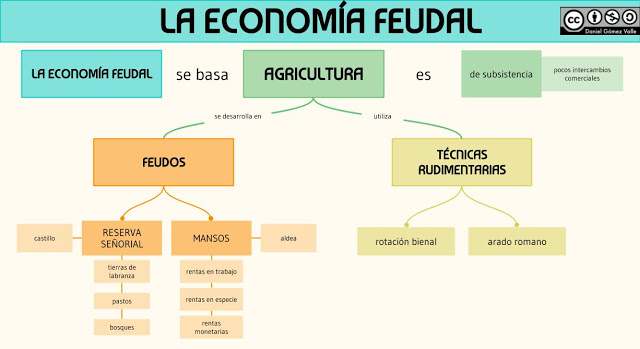 LA ECONOMÍA FEUDAL
cc
Daniel Gómez Valle
LA ECONOMÍA FEUDAL se basa AGRICULTURA es de subsistencia
pocos intercambios
comerciales
se desarrolla en
utiliza
FEUDOS
TÉCNICAS
RUDIMENTARIAS
castillo
RESERVA
SEÑORIAL
MANSOS
aldea
rotación bienal
arado romano
tierras de
labranza
pastos
bosques
rentas en trabajo
rentas en especie
rentas
monetarias